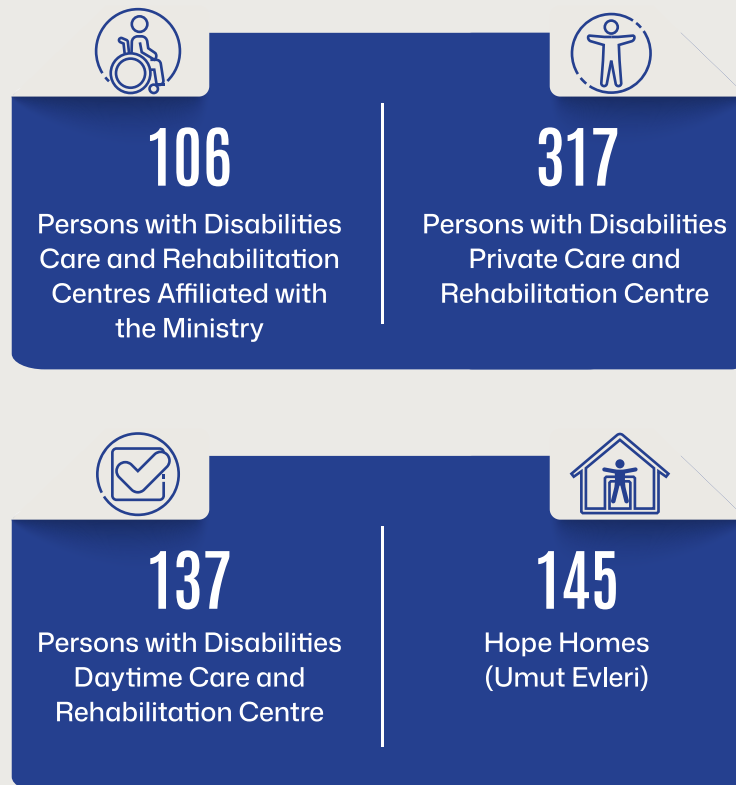 106
Persons with Disabilities
Care and Rehabilitation
Centres Affiliated with
the Ministry
317
Persons with Disabilities
Private Care and
Rehabilitation Centre
137
Persons with Disabilities
Daytime Care and
Rehabilitation Centre
145
Hope Homes
(Umut Evleri)